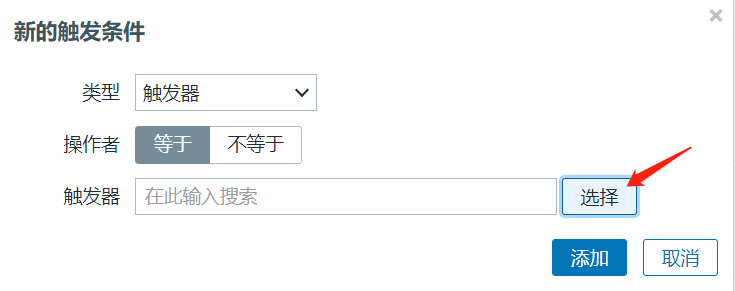 新的触发条件
类型 触发器
操作者 等于 不等于
触发器 在此输入搜索 选择
添加 取消